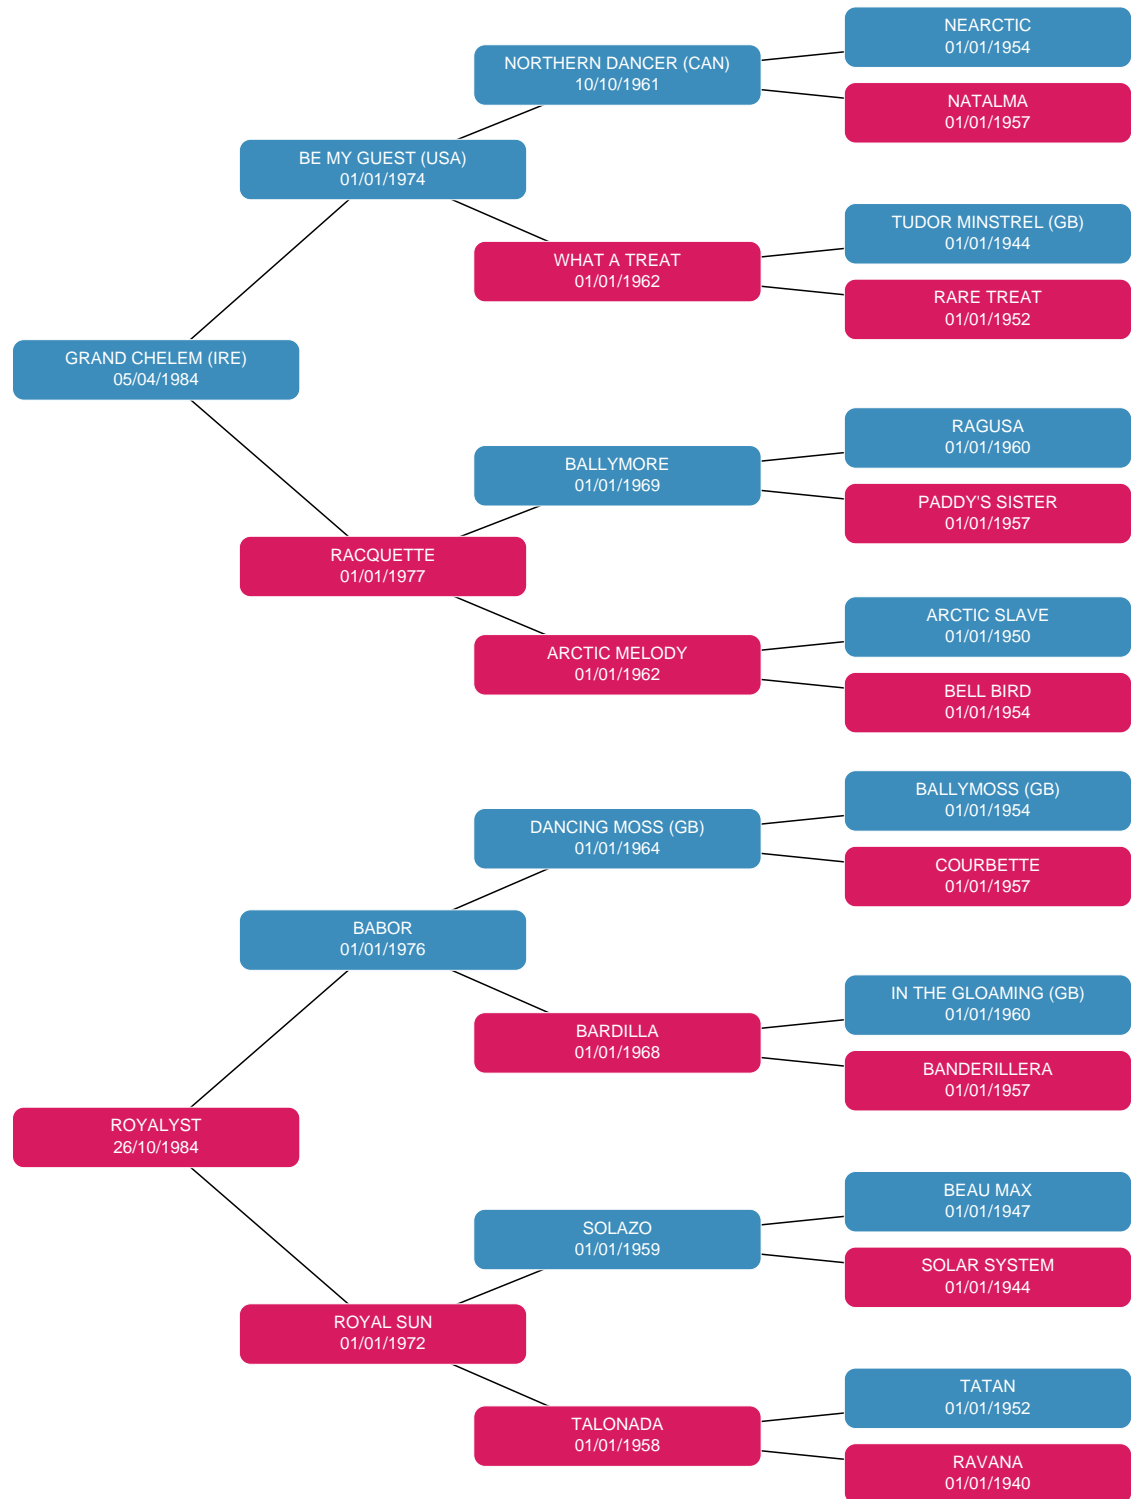 NEARCTIC
01/01/1954
NORTHERN DANCER (CAN)
10/10/1961
NATALMA
01/01/1957
BE MY GUEST (USA)
01/01/1974
TUDOR MINSTREL (GB)
01/01/1944
WHAT A TREAT
01/01/1962
RARE TREAT
01/01/1952
GRAND CHELEM (IRE)
05/04/1984
RAGUSA
01/01/1960
BALLYMORE
01/01/1969
PADDY'S SISTER
01/01/1957
RACQUETTE
01/01/1977
ARCTIC SLAVE
01/01/1950
ARCTIC MELODY
01/01/1962
BELL BIRD
01/01/1954
BALLYMOSS (GB)
01/01/1954
DANCING MOSS (GB)
01/01/1964
COURBETTE
01/01/1957
BABOR
01/01/1976
IN THE GLOAMING (GB)
01/01/1960
BARDILLA
01/01/1968
BANDERILLERA
01/01/1957
ROYALYST
26/10/1984
BEAU MAX
01/01/1947
SOLAZO
01/01/1959
SOLAR SYSTEM
01/01/1944
ROYAL SUN
01/01/1972
TATAN
01/01/1952
TALONADA
01/01/1958
RAVANA
01/01/1940